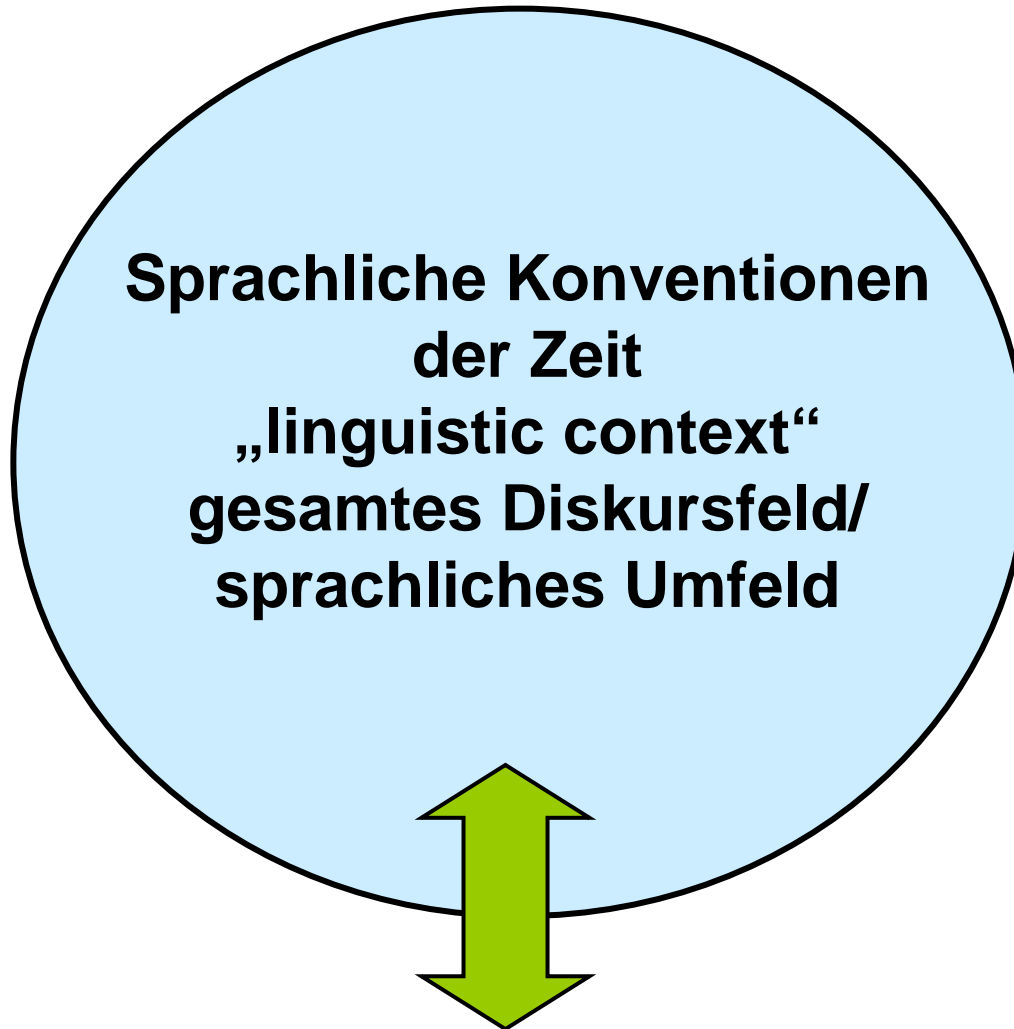 Sprachliche Konventionen
der Zeit
„linguistic context“
gesamtes Diskursfeld/
sprachliches Umfeld